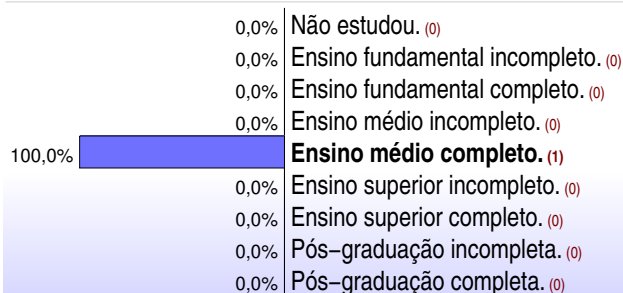 0,0% Não estudou. (0)
0,0% Ensino fundamental incompleto. (0)
0,0% Ensino fundamental completo. (0)
0,0% Ensino médio incompleto. (0)
100,0% Ensino médio completo. (1)
0,0% Ensino superior incompleto. (0)
0,0% Ensino superior completo. (0)
0,0% Pós−graduação incompleta. (0)
0,0% Pós−graduação completa. (0)